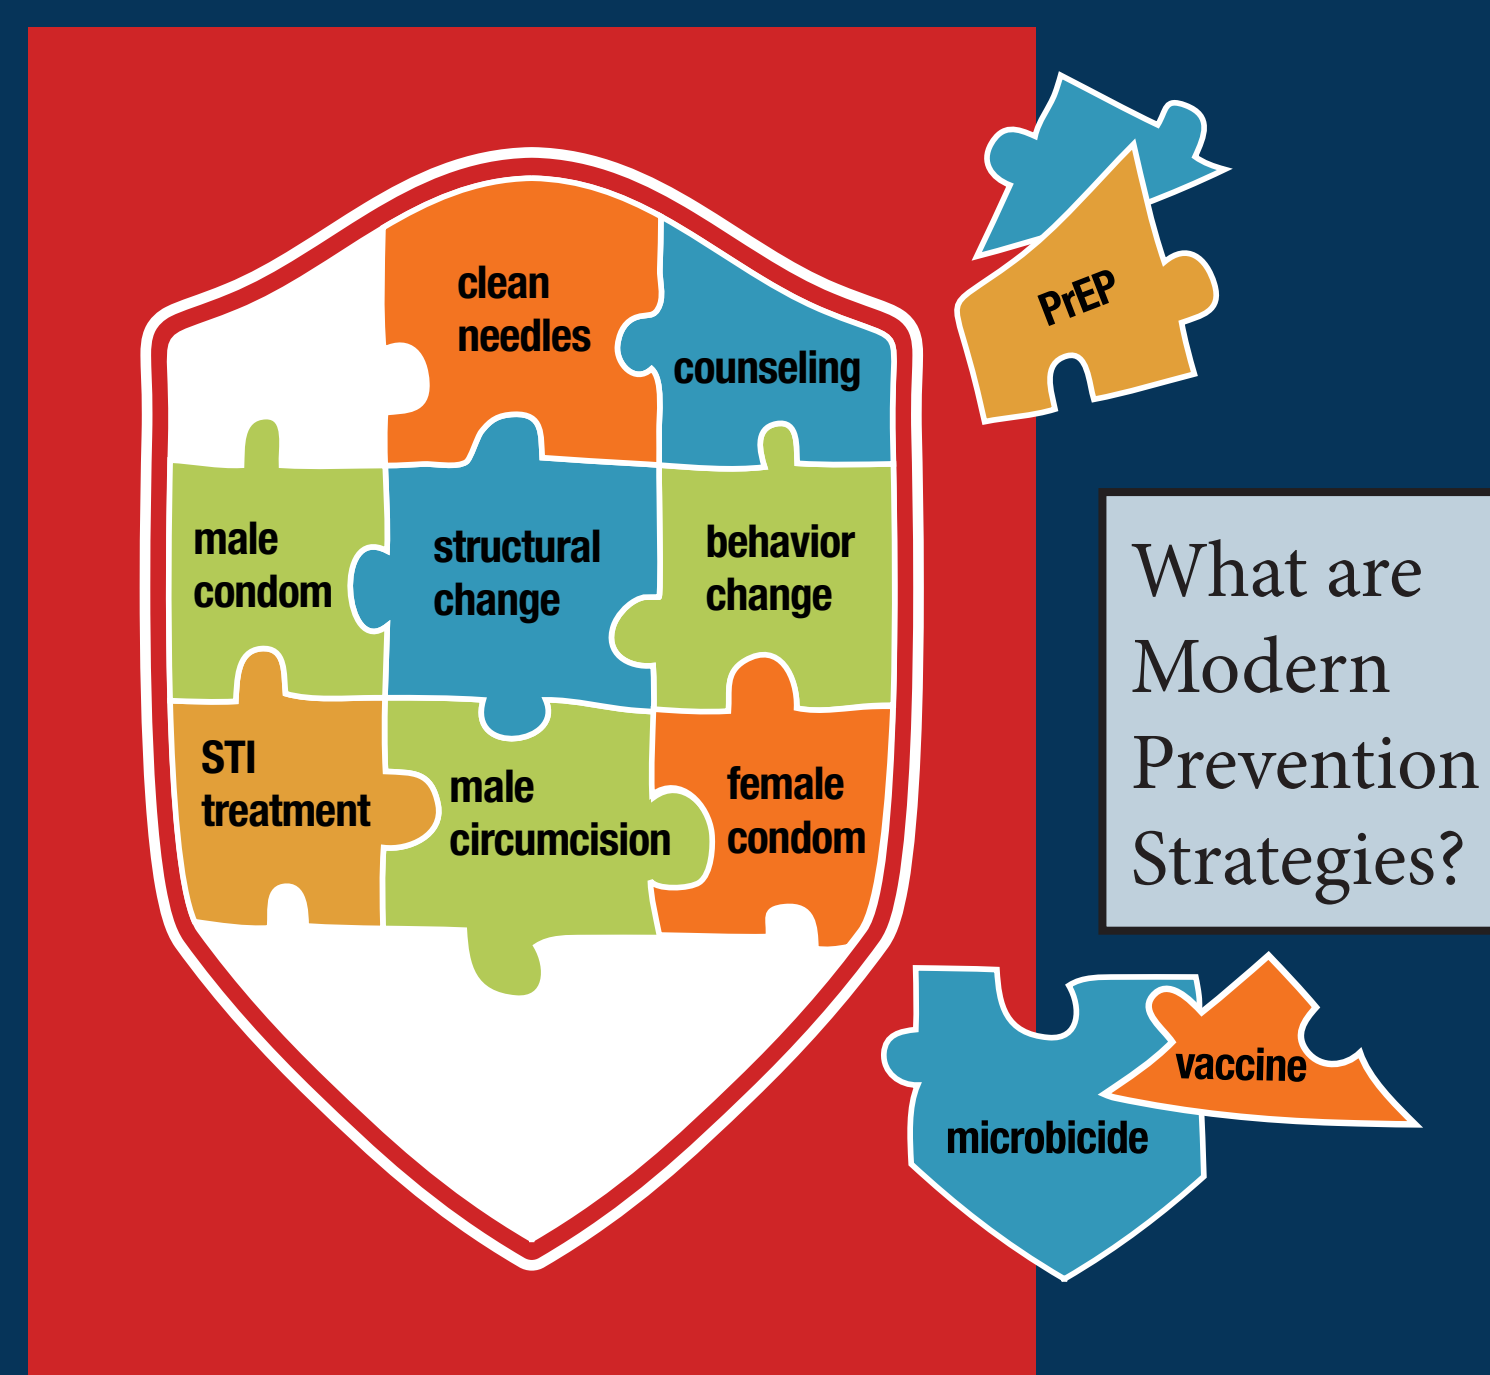 clean
needles
counseling
PrEP
male
condom
structural
change
behavior
change
What are
Modern
Prevention
Strategies?
STI
treatment
male
circumcision
female
condom
vaccine
microbicide